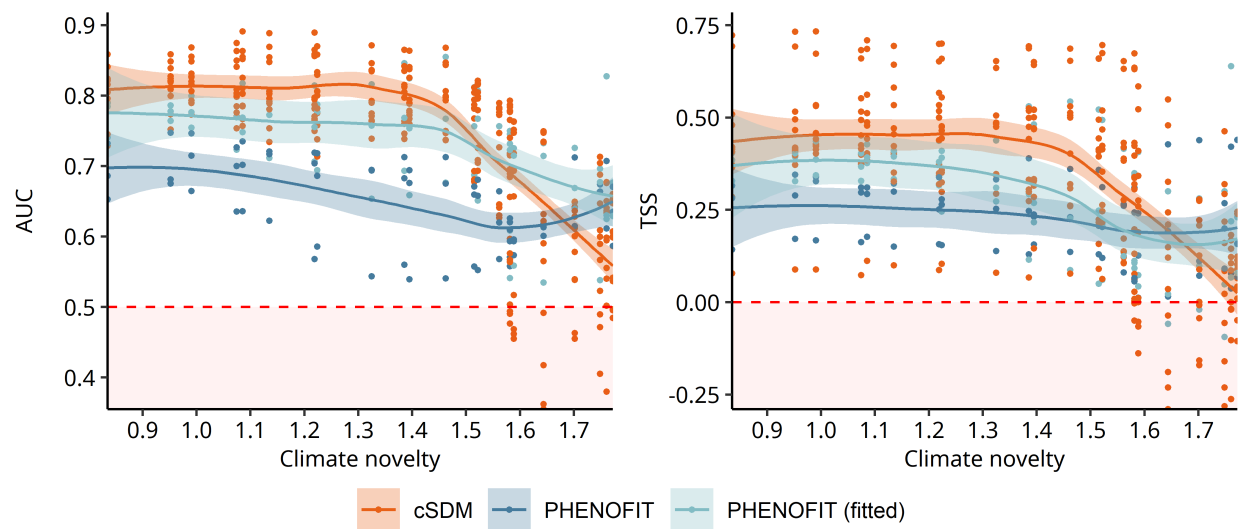 0.9
0.8
0.7
0.6
0.5
0.4
AUC
0.9 1.0 1.1 1.2 1.3 1.4 1.5 1.6 1.7
Climate novelty
0.75
0.50
0.25
0.00
-0.25
TSS
0.9 1.0 1.1 1.2 1.3 1.4 1.5 1.6 1.7
Climate novelty
cSDM PHENOFIT PHENOFIT (fitted)